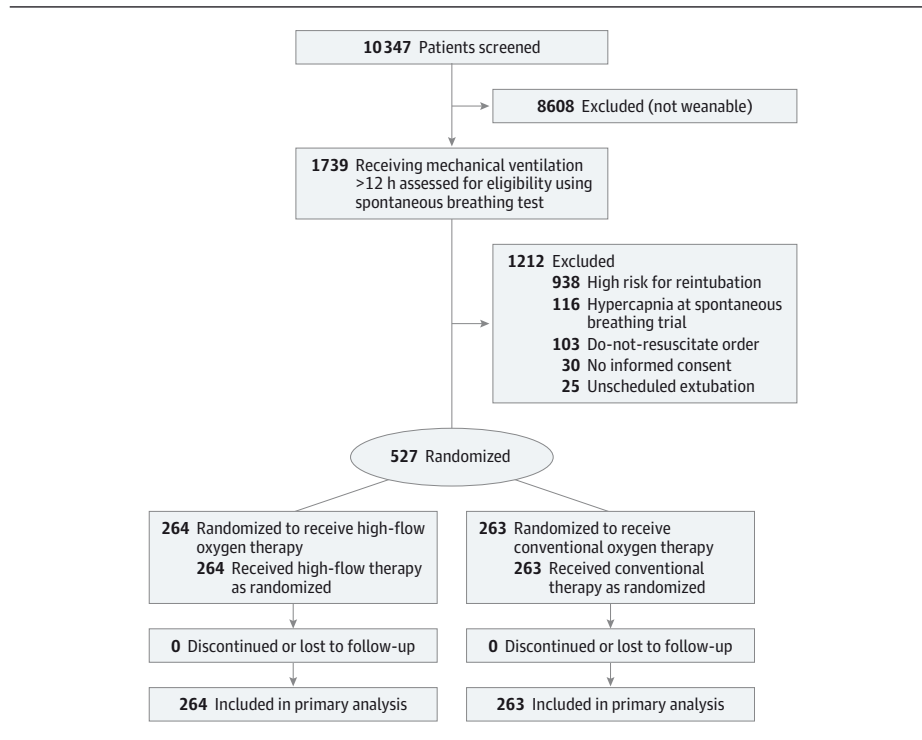 10347 Patients screened
8608 Excluded (not weanable)
1739 Receiving mechanical ventilation
>12 h assessed for eligibility using
spontaneous breathing test
1212 Excluded
938 High risk for reintubation
116 Hypercapnia at spontaneous
breathing trial
103 Do-not-resuscitate order
30 No informed consent
25 Unscheduled extubation
527 Randomized
264 Randomized to receive high-flow
oxygen therapy
264 Received high-flow therapy
as randomized
263 Randomized to receive
conventional oxygen therapy
263 Received conventional
therapy as randomized
0 Discontinued or lost to follow-up
0 Discontinued or lost to follow-up
264 Included in primary analysis
263 Included in primary analysis